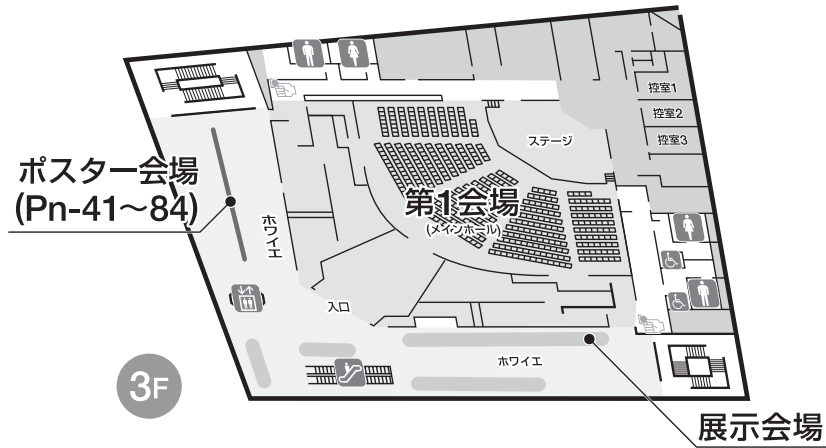 控室1
控室2
控室3
ステージ
ポスター会場
(Pn-41〜84)
第1会場
(メインホール)
ホワイエ
入口
ホワイエ
3F
展示会場